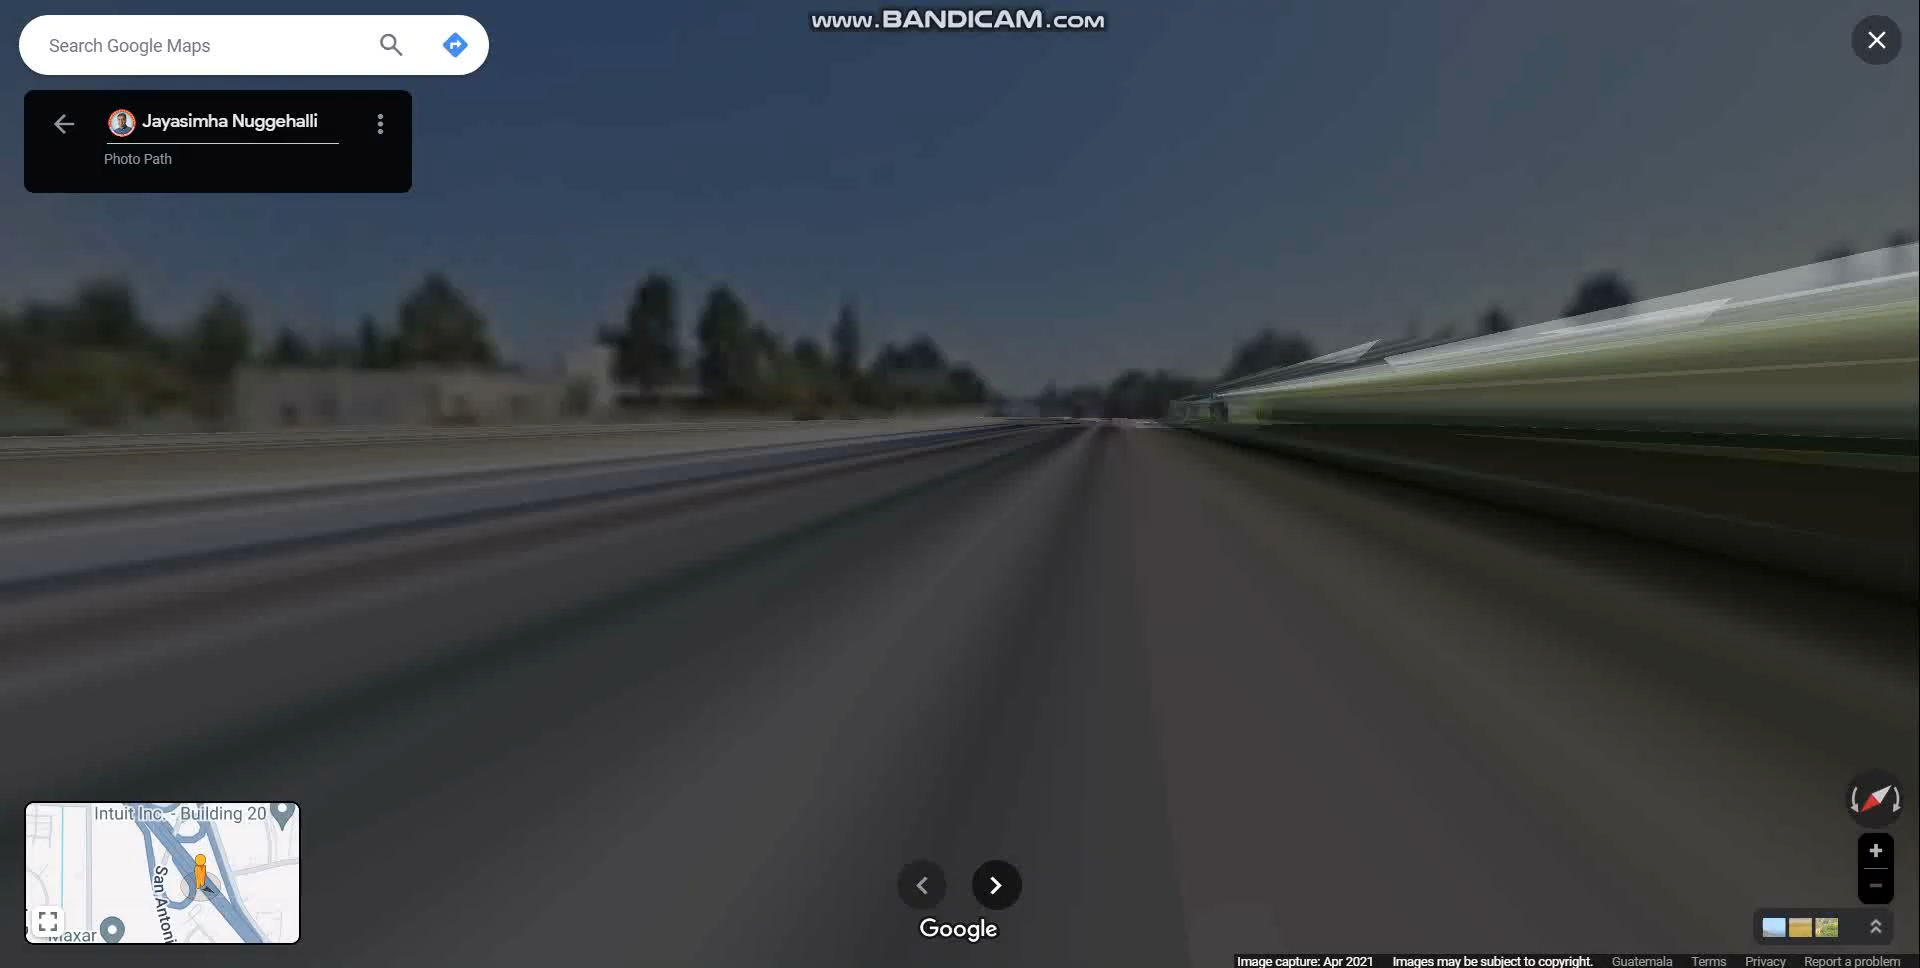 www.BANDICAM.com
Search Google Maps
Jayasimha Nuggehalli
Photo Path
Intuit Inc. - Building 20
San Antoni
Maxar
Google
Image capture: Apr 2021 Images may be subject to copyright. Guatemala Terms Privacy Report a problem